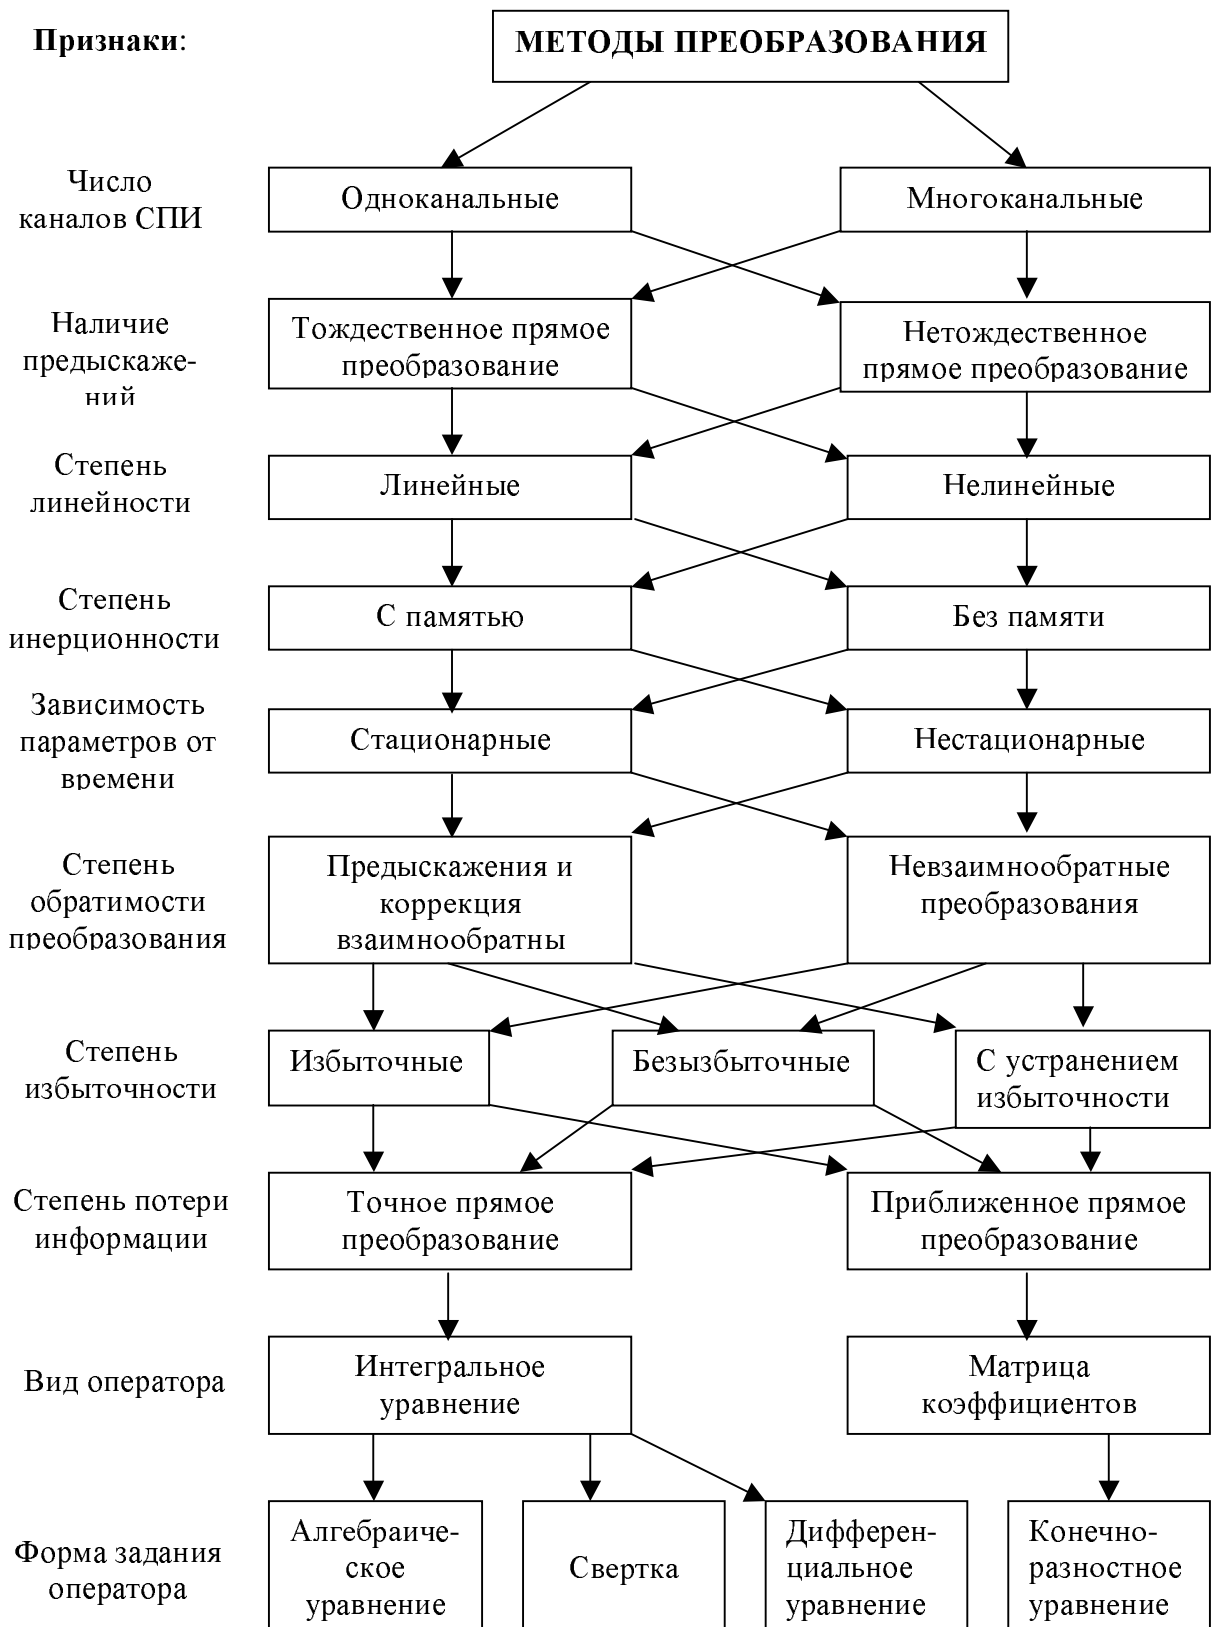 Признаки:
МЕТОДЫ ПРЕОБРАЗОВАНИЯ
Число
каналов СПИ
Одноканальные
Многоканальные
Наличие
предыскаже-
ний
Тождественное прямое
преобразование
Нетождественное
прямое преобразование
Степень
линейности
Линейные
Нелинейные
Степень
инерционности
С памятью
Без памяти
Зависимость
параметров от
времени
Стационарные
Нестационарные
Степень
обратимости
преобразования
Предыскажения и
коррекция
взаимнообратны
Невзаимнообратные
преобразования
Степень
избыточности
Избыточные
Безызбыточные
С устранением
избыточности
Степень потери
информации
Точное прямое
преобразование
Приближенное прямое
преобразование
Вид оператора
Интегральное
уравнение
Матрица
коэффициентов
Форма задания
оператора
Алгебраиче-
ское
уравнение
Свертка
Дифферен-
циальное
уравнение
Конечно-
разностное
уравнение